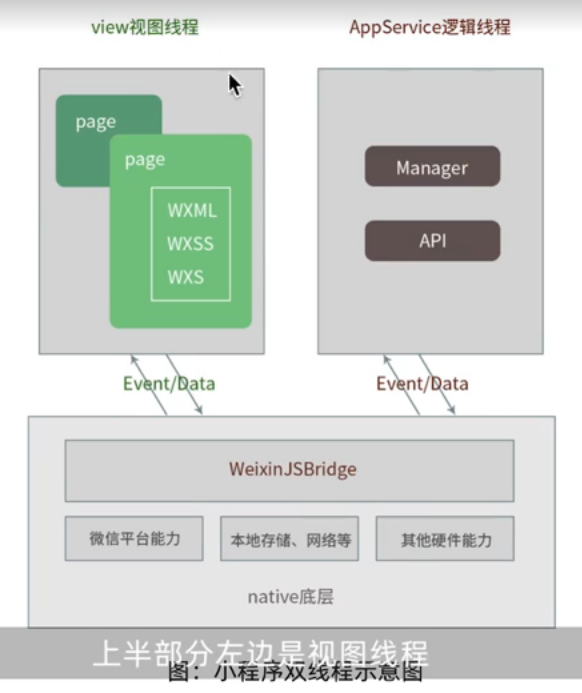 view视图线程
AppService逻辑线程
page
page
WXML
WXSS
WXS
Manager
API
Event/Data
Event/Data
WeixinJSBridge
微信平台能力
本地存储、网络等
其他硬件能力
native底层
上半部分左边是视图线程
图：小程序双线程示意图